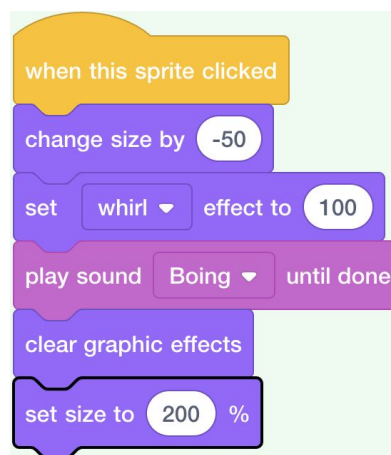 when this sprite clicked
change size by -50
set whirl effect to 100
play sound Boing until done
clear graphic effects
set size to 200 %